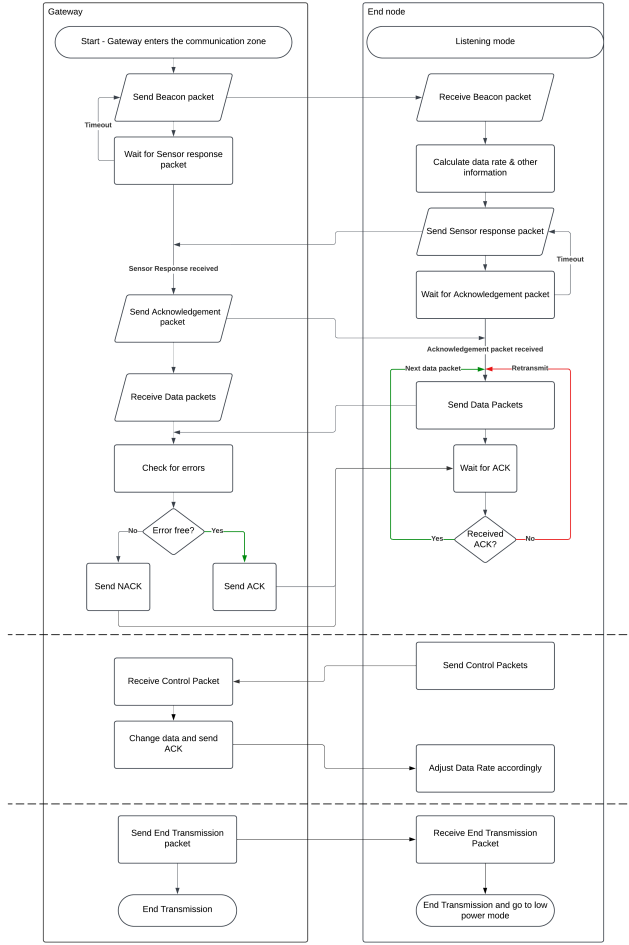 Gateway
End node
Start - Gateway enters the communication zone
Listening mode
Send Beacon packet
Receive Beacon packet
Timeout
Wait for Sensor response
packet
Calculate data rate & other
information
Send Sensor response packet
Timeout
Sensor Response received
Wait for Acknowledgement packet
Send Acknowledgement
packet
Acknowledgement packet received
Next data packet
Retransmit
Receive Data packets
Send Data Packets
Check for errors
Wait for ACK
No
Error free?
Yes
Yes
Received
ACK?
No
Send NACK
Send ACK
Send Control Packets
Receive Control Packet
Change data and send
ACK
Adjust Data Rate accordingly
Send End Transmission
packet
Receive End Transmission
Packet
End Transmission
End Transmission and go to low
power mode